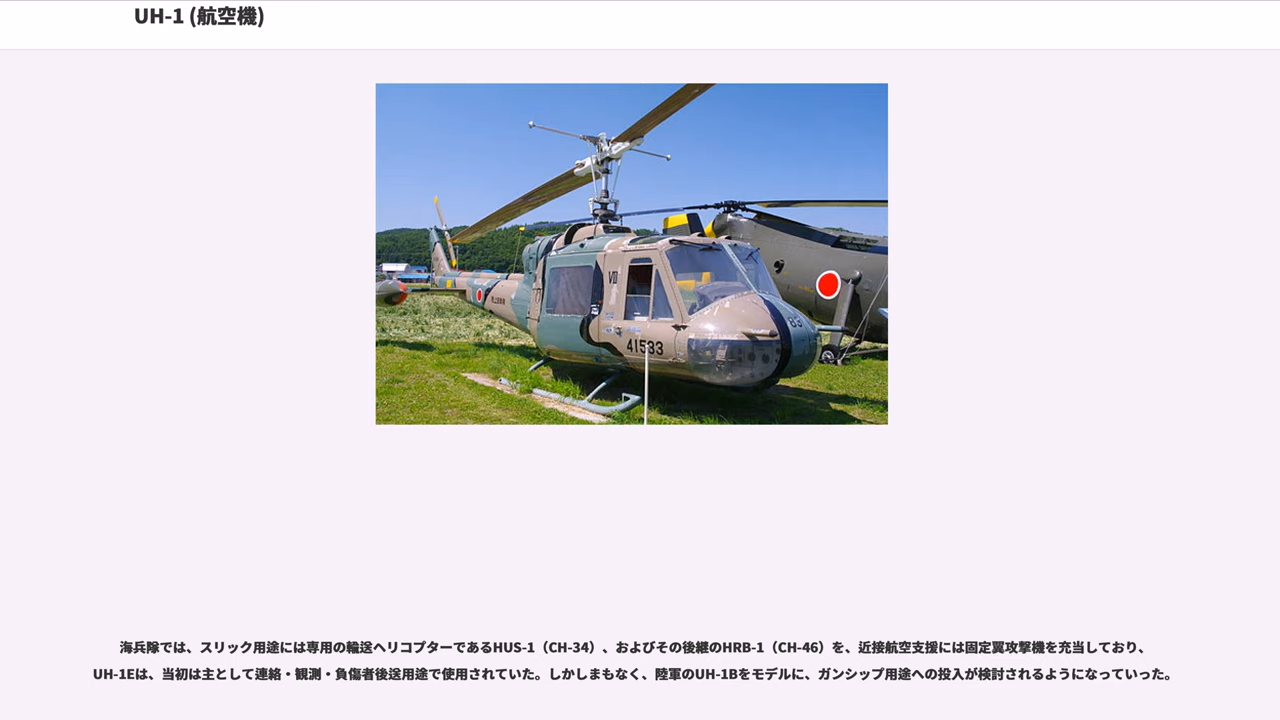 UH-1 (航空機)
VIII
41533
83
海兵隊では、スリック用途には専用の輸送ヘリコプターであるHUS-1（CH-34）、およびその後継のHRB-1（CH-46）を、近接航空支援には固定翼攻撃機を充当しており、
UH-1Eは、当初は主として連絡・観測・負傷者後送用途で使用されていた。しかしまもなく、陸軍のUH-1Bをモデルに、ガンシップ用途への投入が検討されるようになっていった。